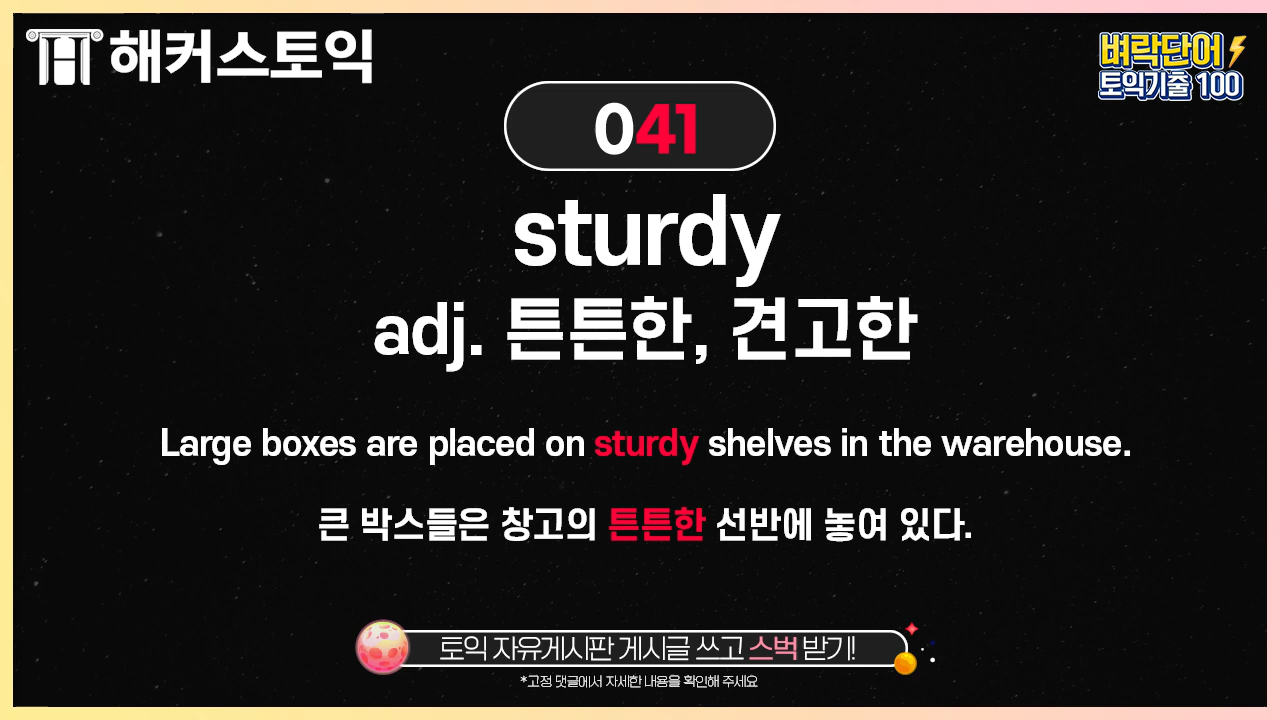 해커스토익
벼락단어
토익기출 100
041
sturdy
adj. 튼튼한, 견고한
Large boxes are placed on sturdy shelves in the warehouse.
큰 박스들은 창고의 튼튼한 선반에 놓여 있다.
토익 자유게시판 게시글 쓰고 스벅 받기!
*고정 댓글에서 자세한 내용을 확인해 주세요